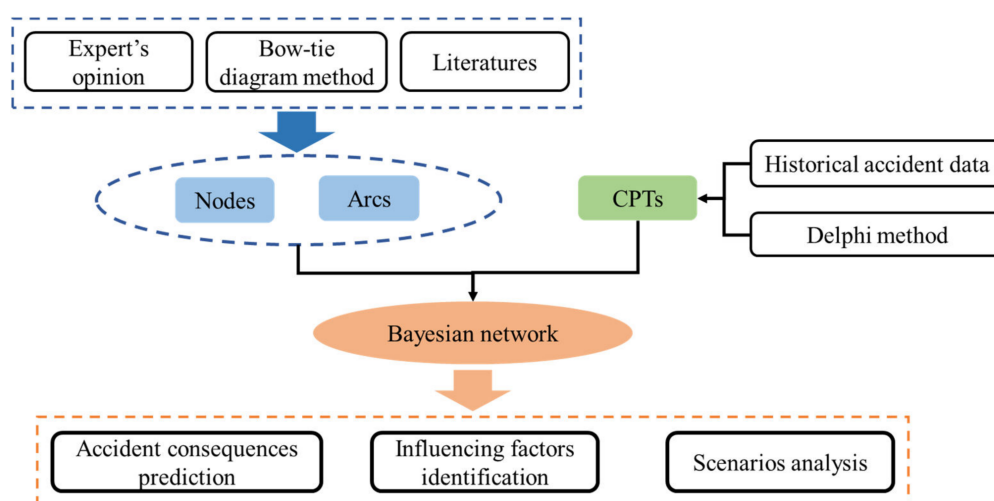 Expert's
opinion
Bow-tie
diagram method
Literatures
Nodes
Arcs
CPTs
Historical accident data
Delphi method
Bayesian network
Accident consequences
prediction
Influencing factors
identification
Scenarios analysis